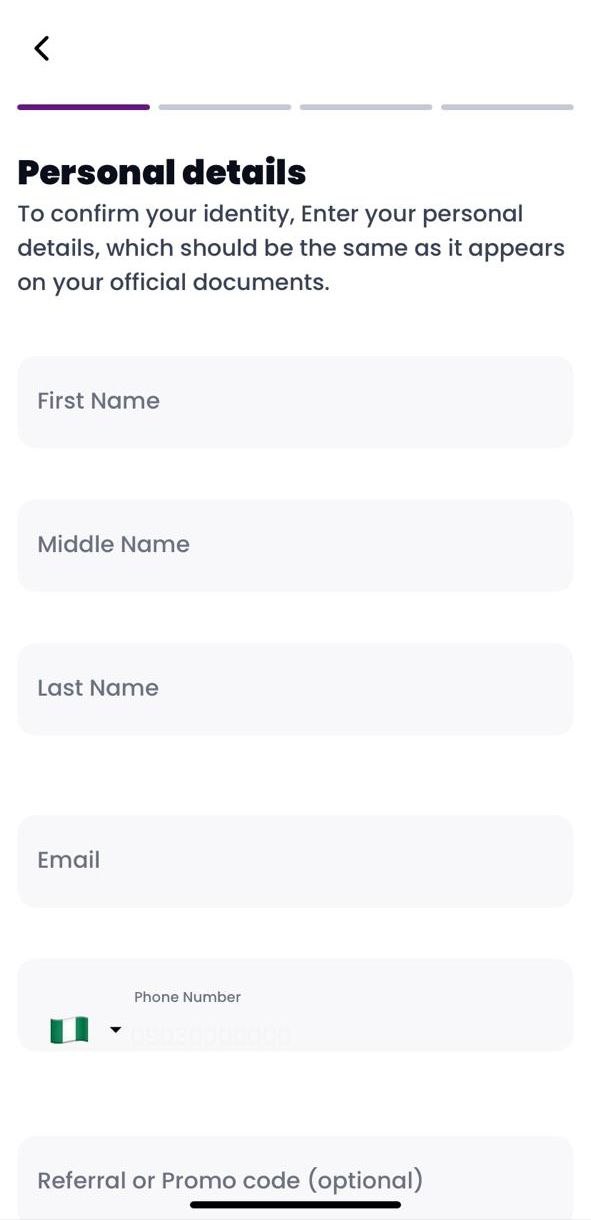 Personal details
To confirm your identity, Enter your personal
details, which should be the same as it appears
on your official documents.
First Name
Middle Name
Last Name
Email
Phone Number
Referral or Promo code (optional)